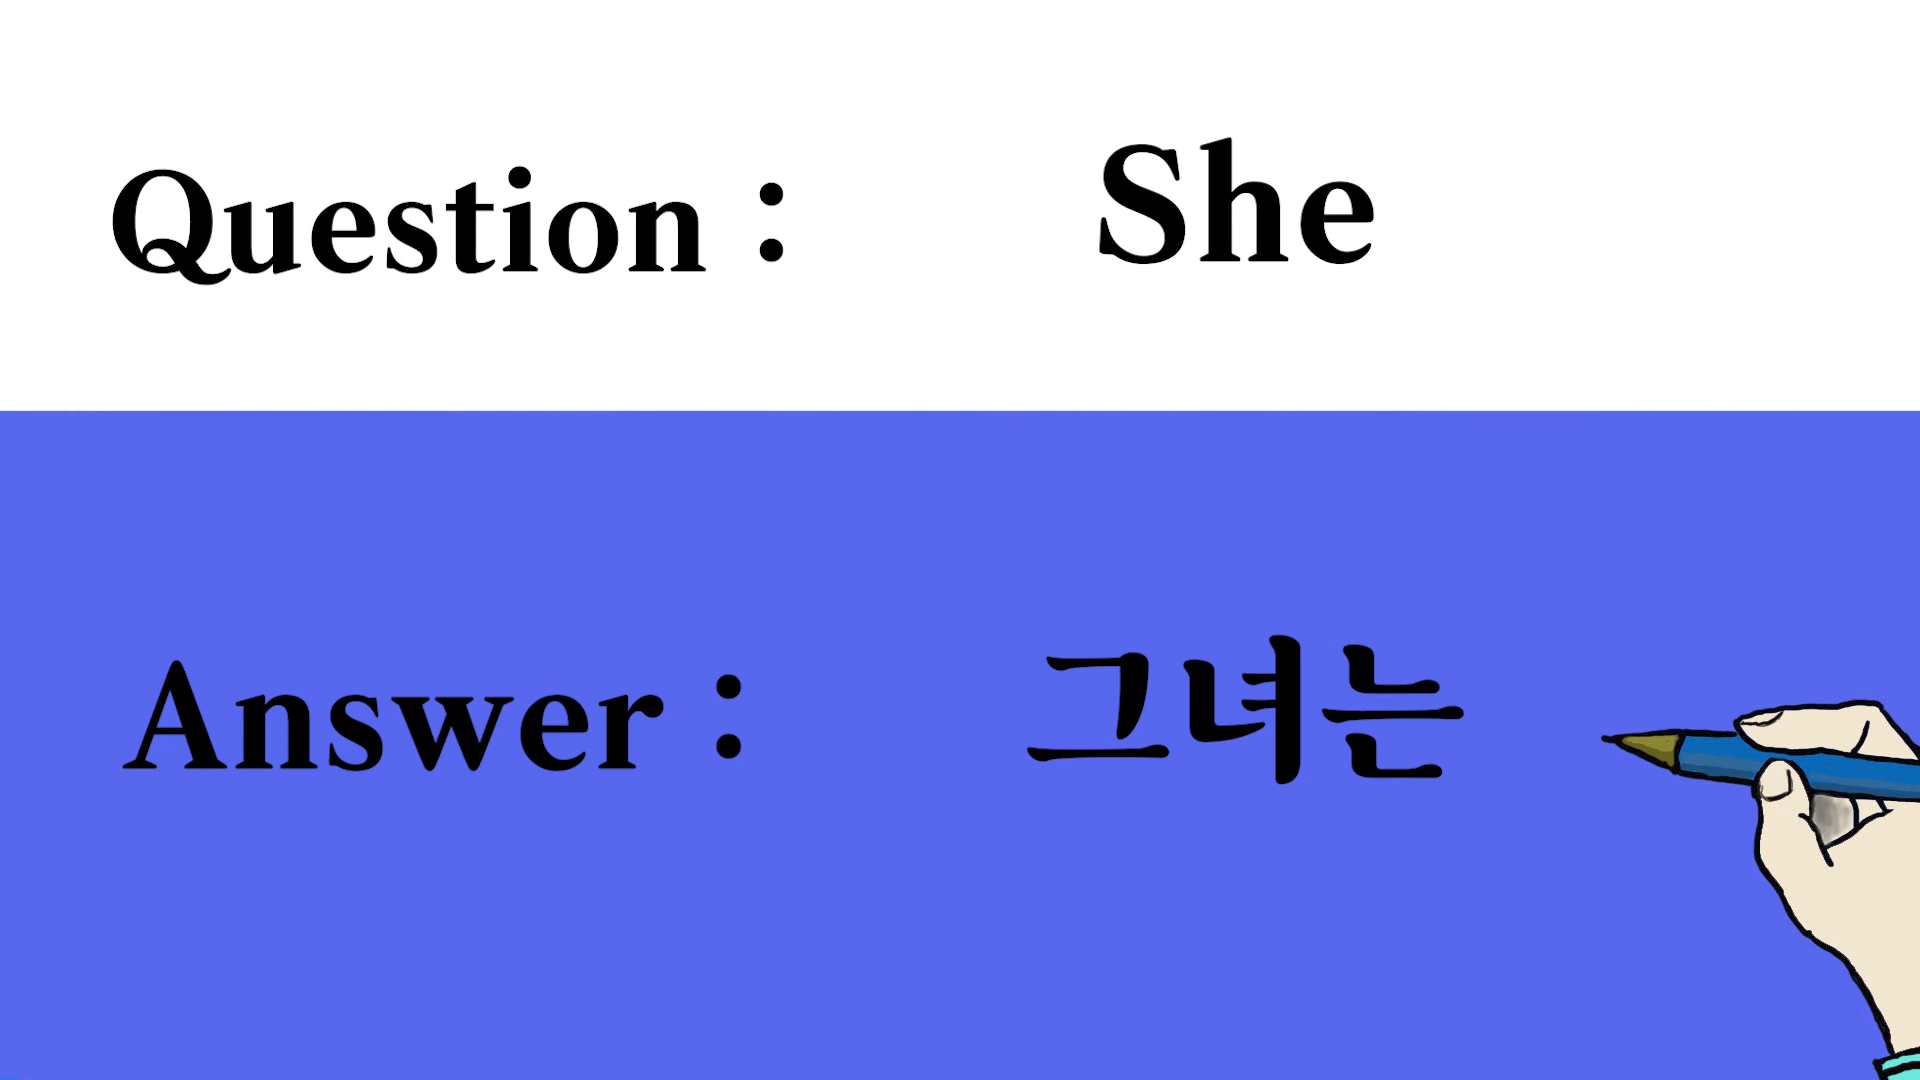 Question : She
Answer : 그녀는